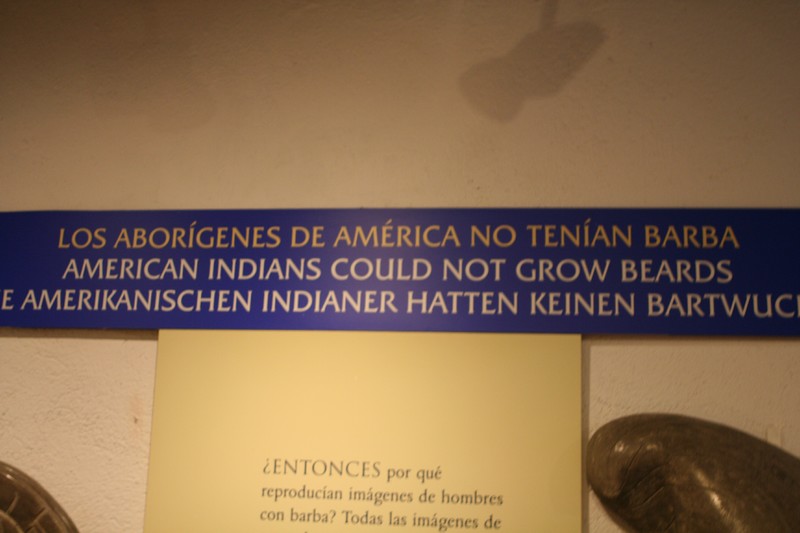 LOS ABORÍGENES DE AMÉRICA NO TENÍAN BARBA
AMERICAN INDIANS COULD NOT GROW BEARDS
AMERIKANISCHEN INDIANER HATTEN KEINEN
¿ENTONCES por qué
reproducían imágenes de hombres
con barba? Todas las imágenes de